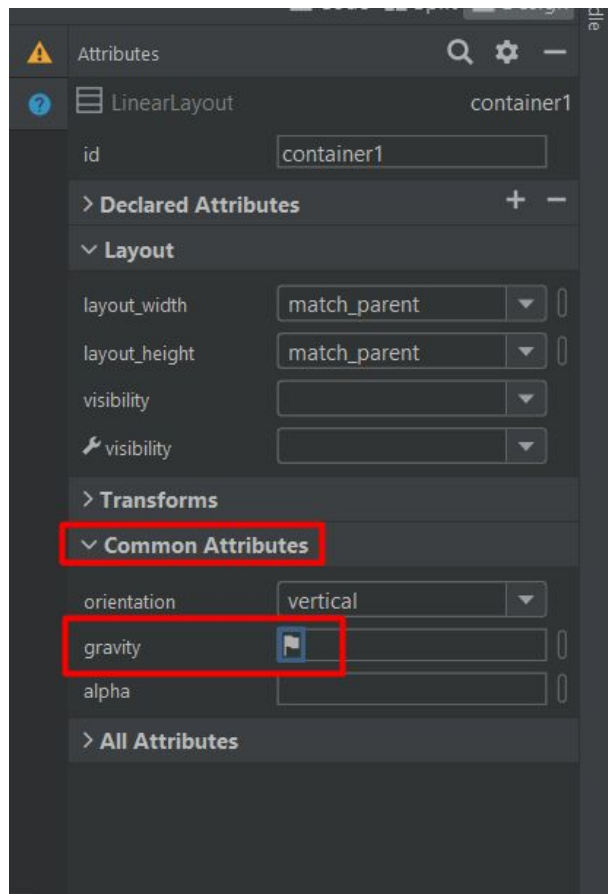 Attributes
LinearLayout container1
id container1
Declared Attributes
Layout
layout_width match_parent
layout_height match_parent
visibility
visibility
Transforms
Common Attributes
orientation vertical
gravity
alpha
All Attributes